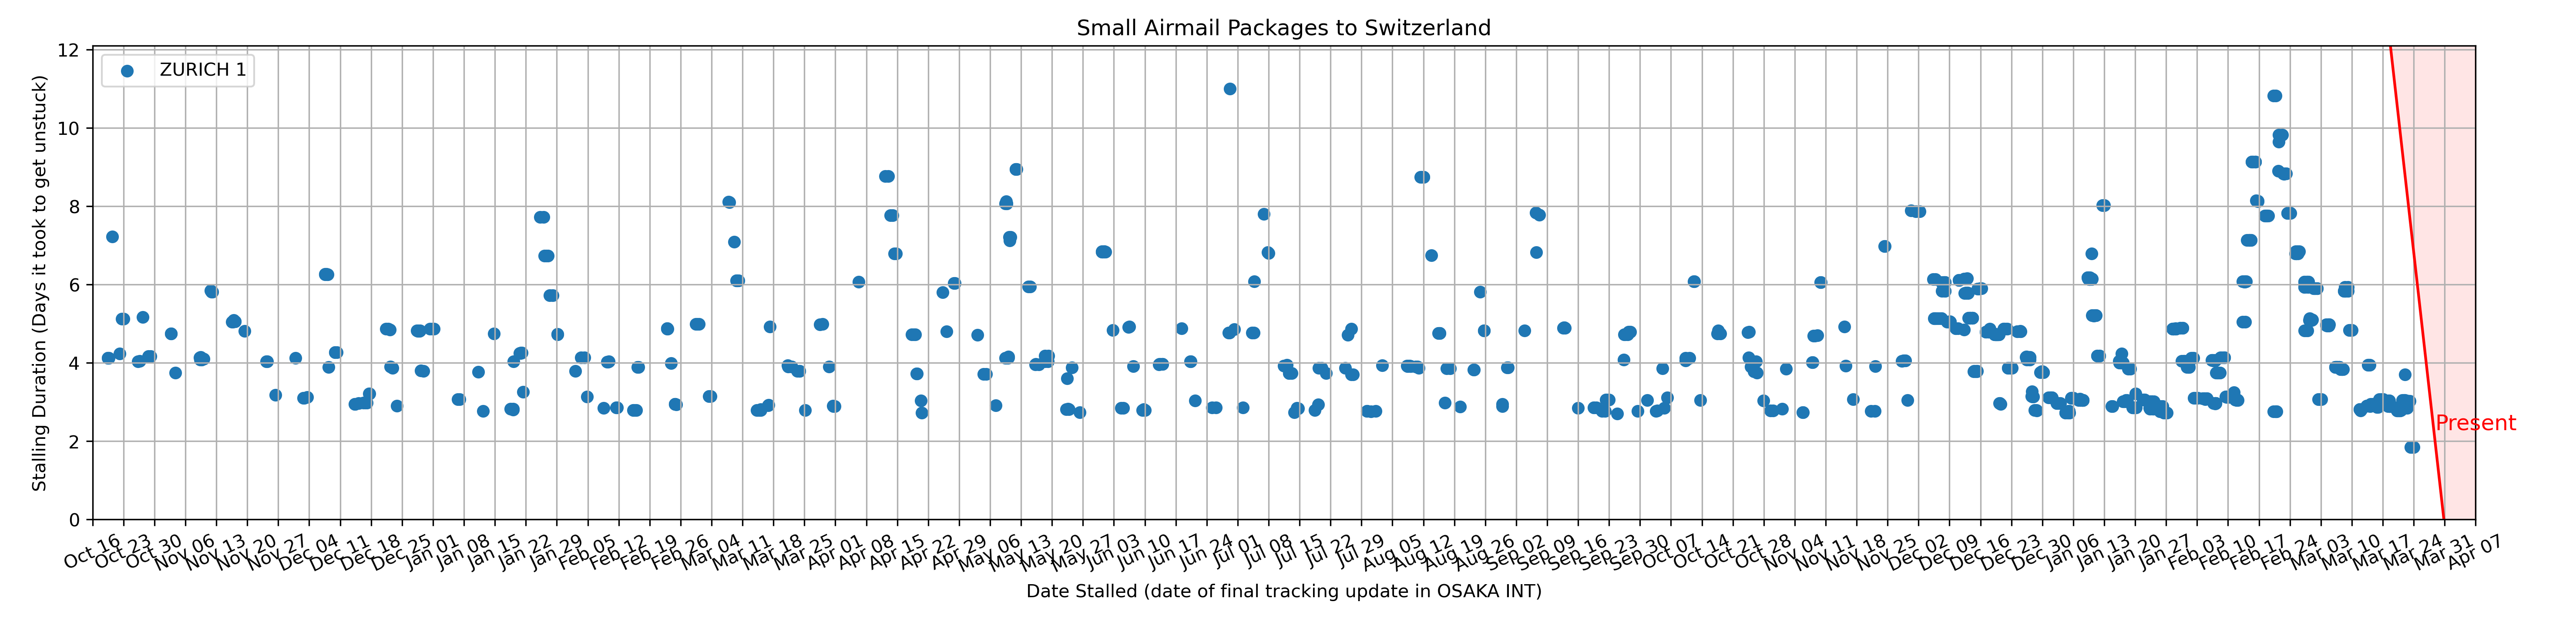 Small Airmail Packages to Switzerland
ZURICH 1
Stalling Duration (Days it took to get unstuck)
12
10
8
6
4
2
0
Present
Oct 16 Oct 23 Oct 30 Nov 06 Nov 13 Nov 20 Nov 27 Dec 04 Dec 11 Dec 18 Dec 25 Jan 01 Jan 08 Jan 15 Jan 22 Jan 29 Feb 05 Feb 12 Feb 19 Feb 26 Mar 04 Mar 11 Mar 18 Mar 25 Apr 01 Apr 08 Apr 15 Apr 22 Apr 29 May 06 May 13 May 20 May 27 Jun 03 Jun 10 Jun 17 Jun 24 Jul 01 Jul 08 Jul 15 Jul 22 Jul 29 Aug 05 Aug 12 Aug 19 Aug 26 Sep 02 Sep 09 Sep 16 Sep 23 Sep 30 Oct 07 Oct 14 Oct 21 Oct 28 Nov 04 Nov 11 Nov 18 Nov 25 Dec 02 Dec 09 Dec 16 Dec 23 Dec 30 Jan 06 Jan 13 Jan 20 Jan 27 Feb 03 Feb 10 Feb 17 Feb 24 Mar 03 Mar 10 Mar 17 Mar 24 Mar 31 Apr 07
Date Stalled (date of final tracking update in OSAKA INT)